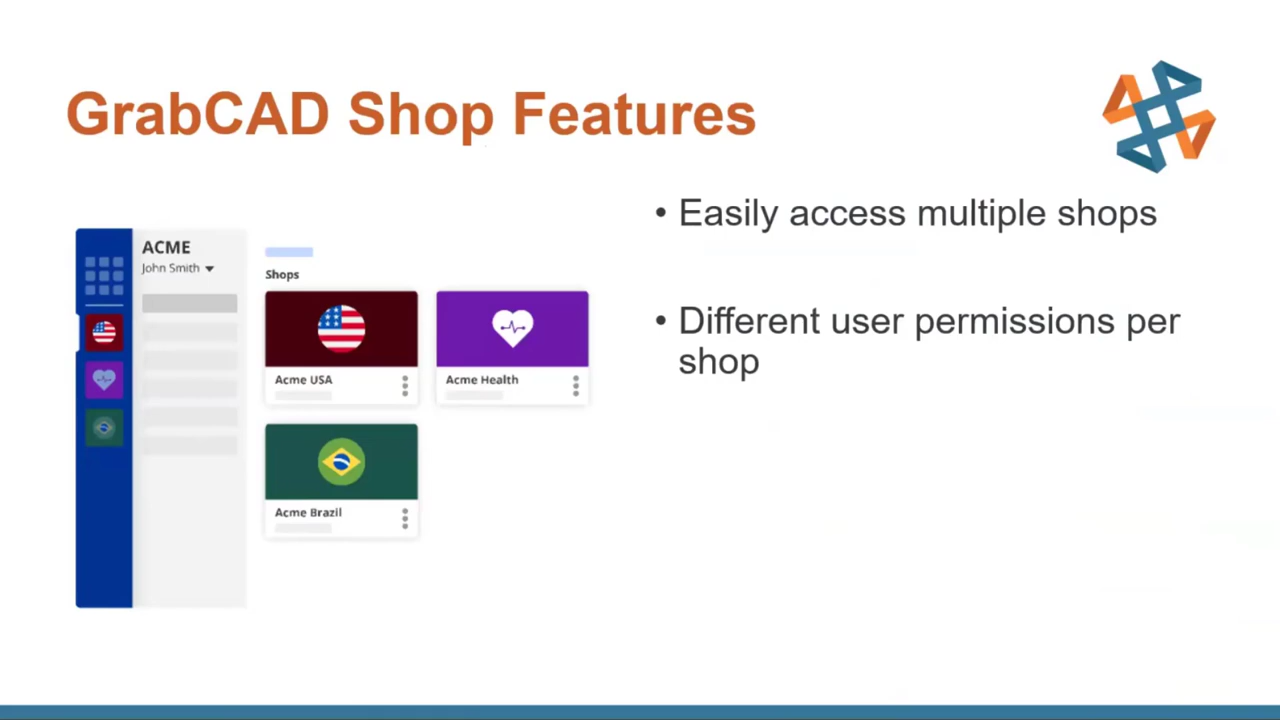 GrabCAD Shop Features
ACME
John Smith
Shops
Acme USA
Acme Health
Acme Brazil
• Easily access multiple shops
• Different user permissions per
shop